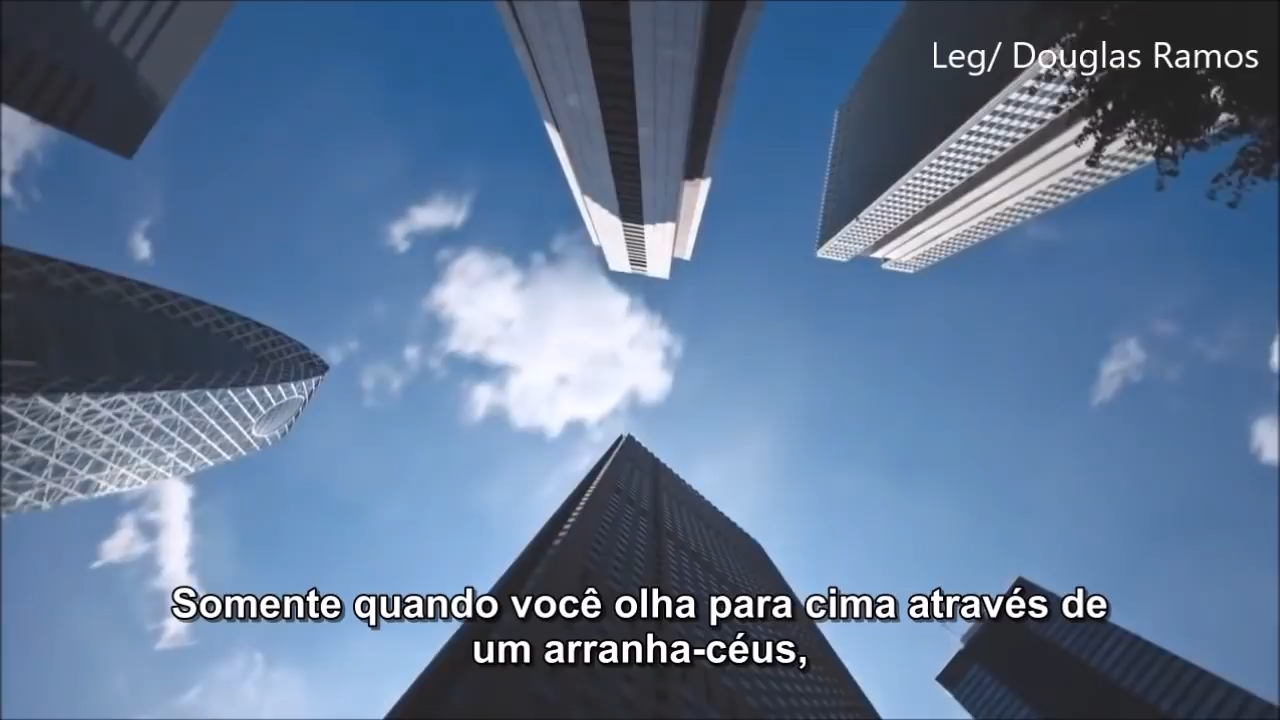 Leg/ Douglas Ramos
Somente quando você olha para cima através de
um arranha-céus,